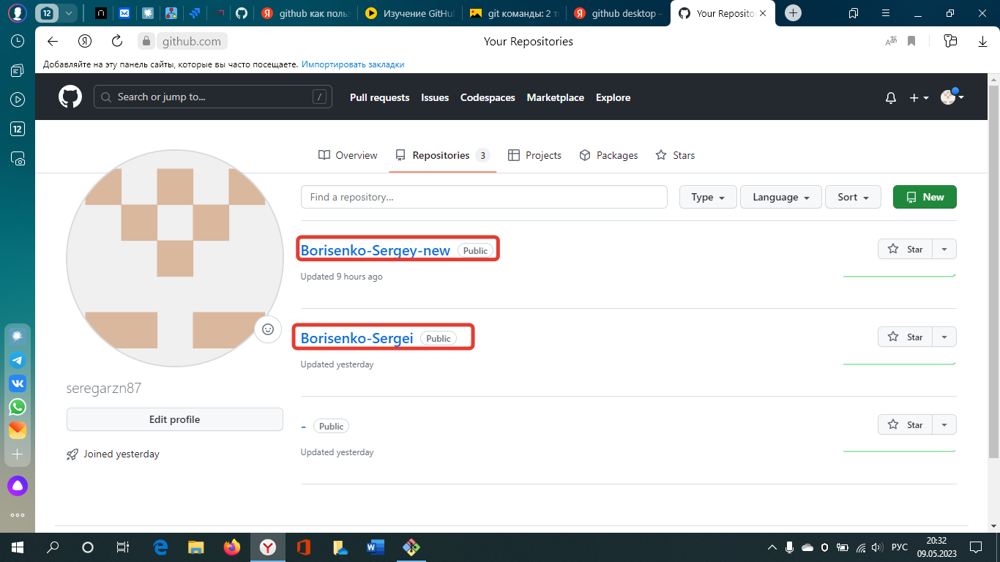 12
github как польз
Изучение GitHu
git команды: 2 т
github desktop –
Your Reposito
github.com
Your Repositories
Добавляйте на эту панель сайты, которые вы часто посещаете. Импортировать закладки
12
Search or jump to...
/
Pull requests
Issues
Codespaces
Marketplace
Explore
Overview
Repositories 3
Projects
Packages
Stars
Find a repository...
Type
Language
Sort
New
Borisenko-Sergey-new Public
Star
Updated 9 hours ago
Borisenko-Sergei Public
Star
Updated yesterday
seregarzn87
Edit profile
Joined yesterday
- Public
Star
Updated yesterday
РУС
20:32
09.05.2023